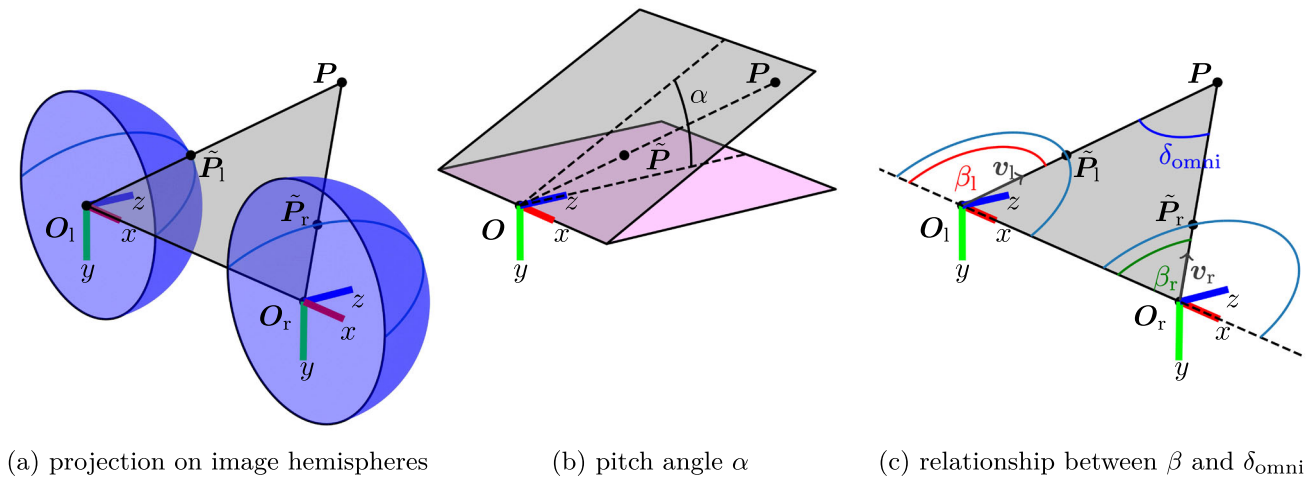 P
P̃l
P̃r
Ol
z
x
y
Or
z
x
y
(a) projection on image hemispheres
P
α
P̃
O
z
x
y
(b) pitch angle α
P
δomni
βl
vl
P̃l
Ol
z
x
y
P̃r
βr
vr
Or
z
x
y
(c) relationship between β and δomni